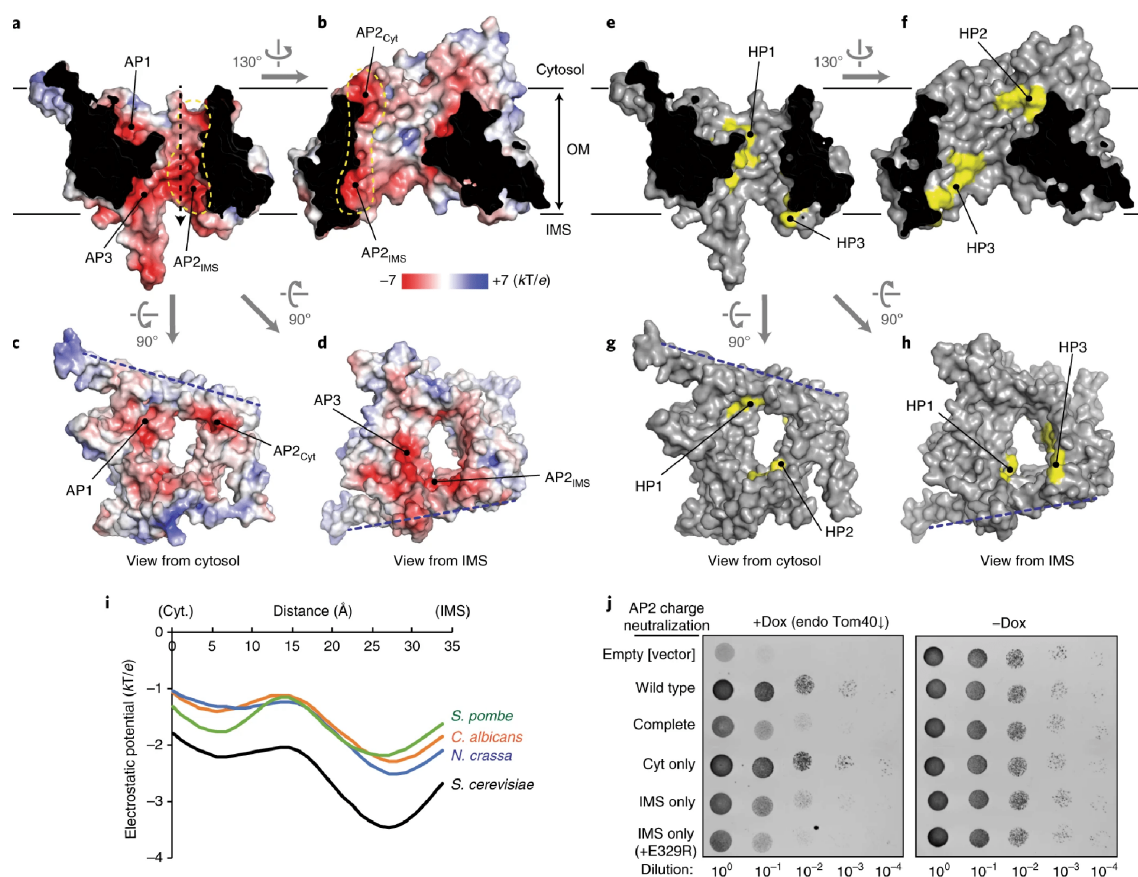 a
b
e
f
AP1
AP2Cyt
130°
Cytosol
OM
IMS
AP3
AP2IMS
AP2IMS
−7
+7 (kT/e)
HP1
HP2
130°
HP3
HP3
90°
90°
90°
90°
c
d
g
h
AP3
AP1
AP2Cyt
AP2IMS
View from cytosol
View from IMS
HP1
HP2
HP3
HP1
View from cytosol
View from IMS
i
(Cyt.)
Distance (Å)
(IMS)
0
0 5 10 15 20 25 30 35
−1
−2
−3
−4
Electrostatic potential (kT/e)
S. pombe
C. albicans
N. crassa
S. cerevisiae
j
AP2 charge
neutralization
+Dox (endo Tom40↓)
−Dox
Empty [vector]
Wild type
Complete
Cyt only
IMS only
IMS only
(+E329R)
Dilution: 10⁰ 10⁻¹ 10⁻² 10⁻³ 10⁻⁴
10⁰ 10⁻¹ 10⁻² 10⁻³ 10⁻⁴